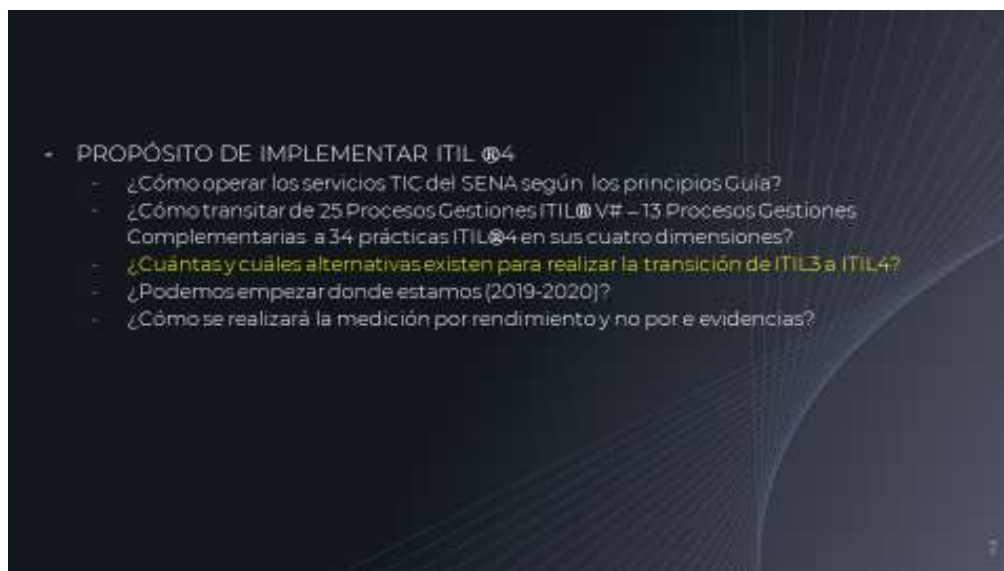 - PROPÓSITO DE IMPLEMENTAR ITIL ®4
- ¿Cómo operar los servicios TIC del SENA según los principios Guía?
- ¿Cómo transitar de 25 Procesos Gestiones ITIL® V# – 13 Procesos Gestiones
Complementarias a 34 prácticas ITIL®4 en sus cuatro dimensiones?
- ¿Cuántas y cuáles alternativas existen para realizar la transición de ITIL3 a ITIL4?
- ¿Podemos empezar donde estamos (2019-2020)?
- ¿Cómo se realizará la medición por rendimiento y no por e evidencias?
7